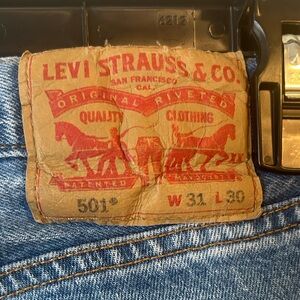 LEVI STRAUSS & CO.
SAN FRANCISCO
CAL.
ORIGINAL RIVETED
QUALITY CLOTHING
PATENTED
501® W 31 L 30